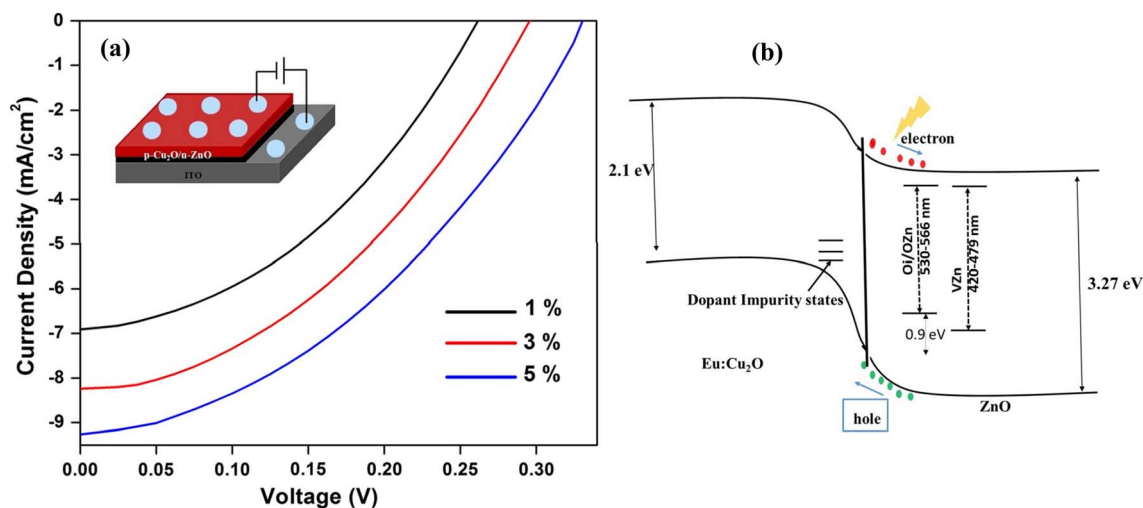 (a)
0
-1
-2
-3
-4
-5
-6
-7
-8
-9
Current Density (mA/cm²)
p-Cu₂O/n-ZnO
ITO
1 %
3 %
5 %
0.00 0.05 0.10 0.15 0.20 0.25 0.30
Voltage (V)
(b)
electron
2.1 eV
Oi/OZn
530-566 nm
VZn
420-479 nm
3.27 eV
Dopant Impurity states
0.9 eV
Eu:Cu₂O
ZnO
hole